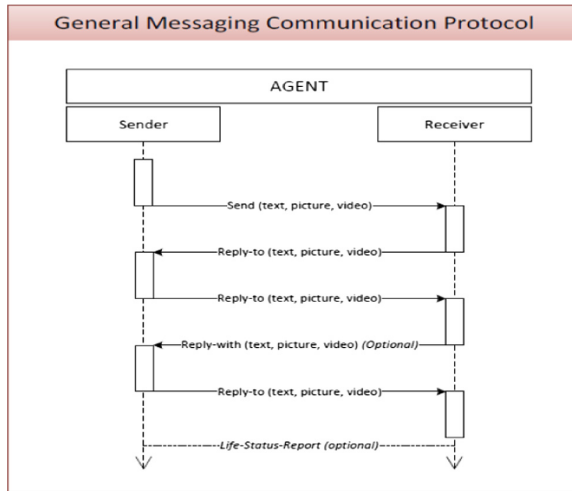 General Messaging Communication Protocol
AGENT
Sender
Receiver
Send (text, picture, video)
Reply-to (text, picture, video)
Reply-to (text, picture, video)
Reply-with (text, picture, video) (Optional)
Reply-to (text, picture, video)
Life-Status-Report (optional)